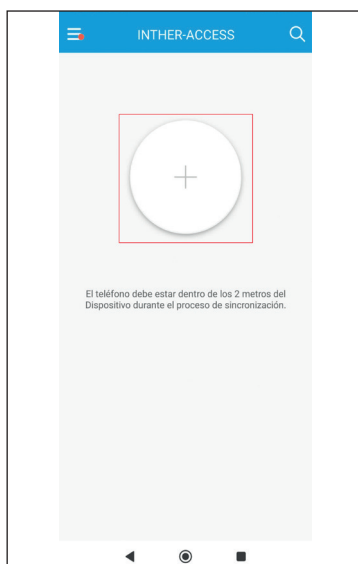 INTHER-ACCESS
El teléfono debe estar dentro de los 2 metros del
Dispositivo durante el proceso de sincronización.